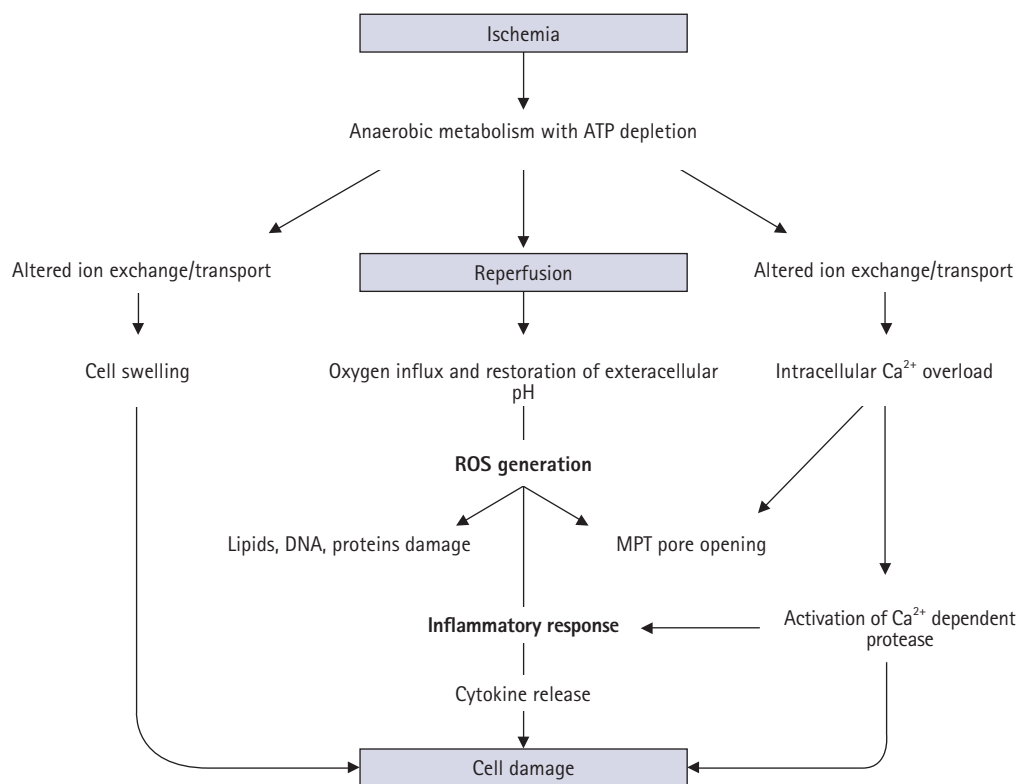 Ischemia
Anaerobic metabolism with ATP depletion
Altered ion exchange/transport
Reperfusion
Altered ion exchange/transport
Cell swelling
Oxygen influx and restoration of exteracellular
pH
Intracellular Ca²⁺ overload
ROS generation
Lipids, DNA, proteins damage
MPT pore opening
Inflammatory response
Activation of Ca²⁺ dependent
protease
Cytokine release
Cell damage